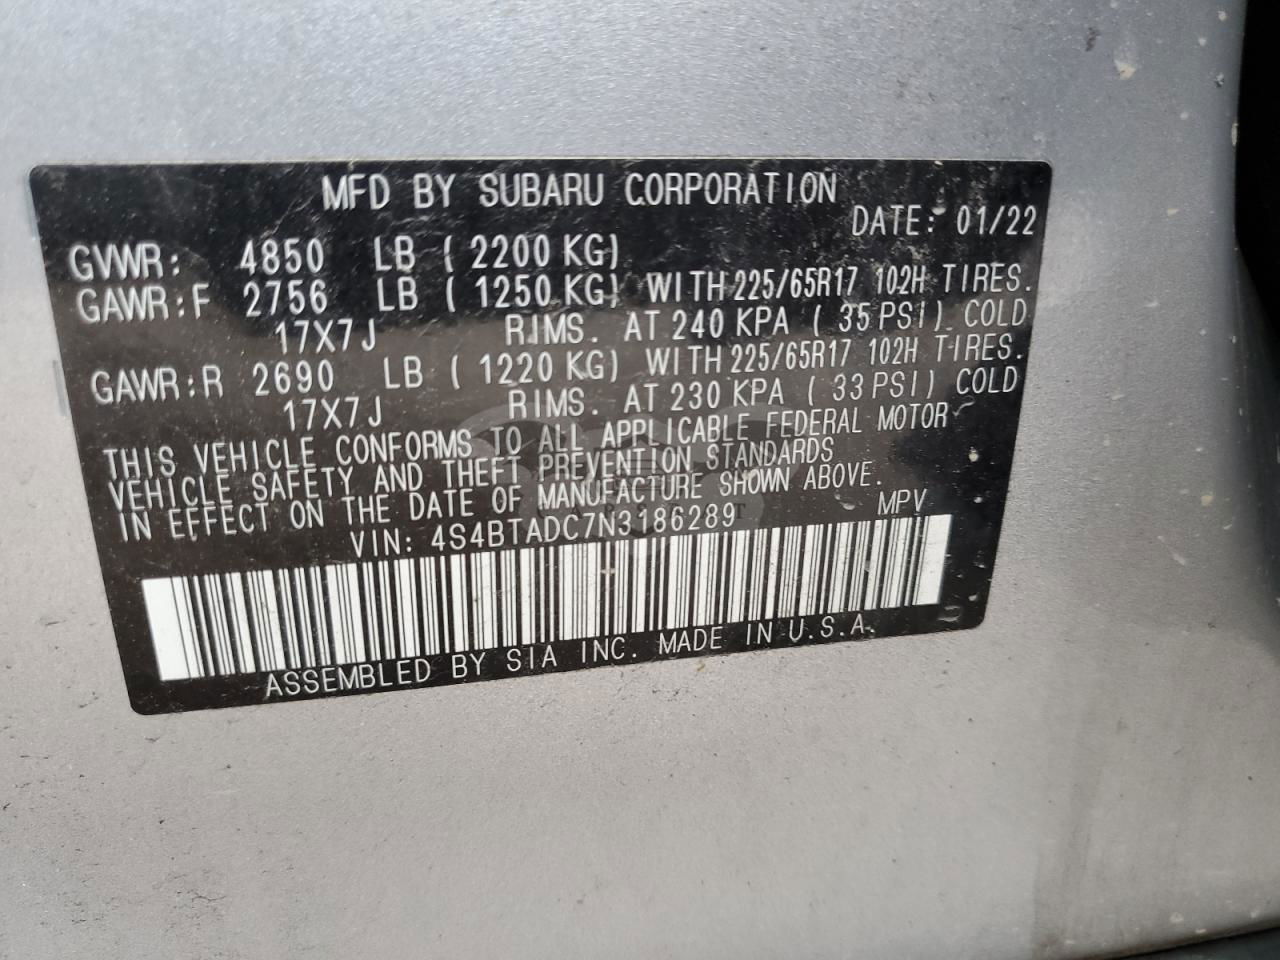 MFD BY SUBARU CORPORATION
DATE: 01/22
GVWR: 4850 LB ( 2200 KG)
GAWR:F 2756 LB ( 1250 KG) WITH 225/65R17 102H TIRES.
17X7J RIMS. AT 240 KPA ( 35 PSI) COLD
GAWR:R 2690 LB ( 1220 KG) WITH 225/65R17 102H TIRES.
17X7J RIMS. AT 230 KPA ( 33 PSI) COLD
THIS VEHICLE CONFORMS TO ALL APPLICABLE FEDERAL MOTOR
VEHICLE SAFETY AND THEFT PREVENTION STANDARDS
IN EFFECT ON THE DATE OF MANUFACTURE SHOWN ABOVE.
VIN: 4S4BTADC7N3186289 MPV
ASSEMBLED BY SIA INC. MADE IN U.S.A.